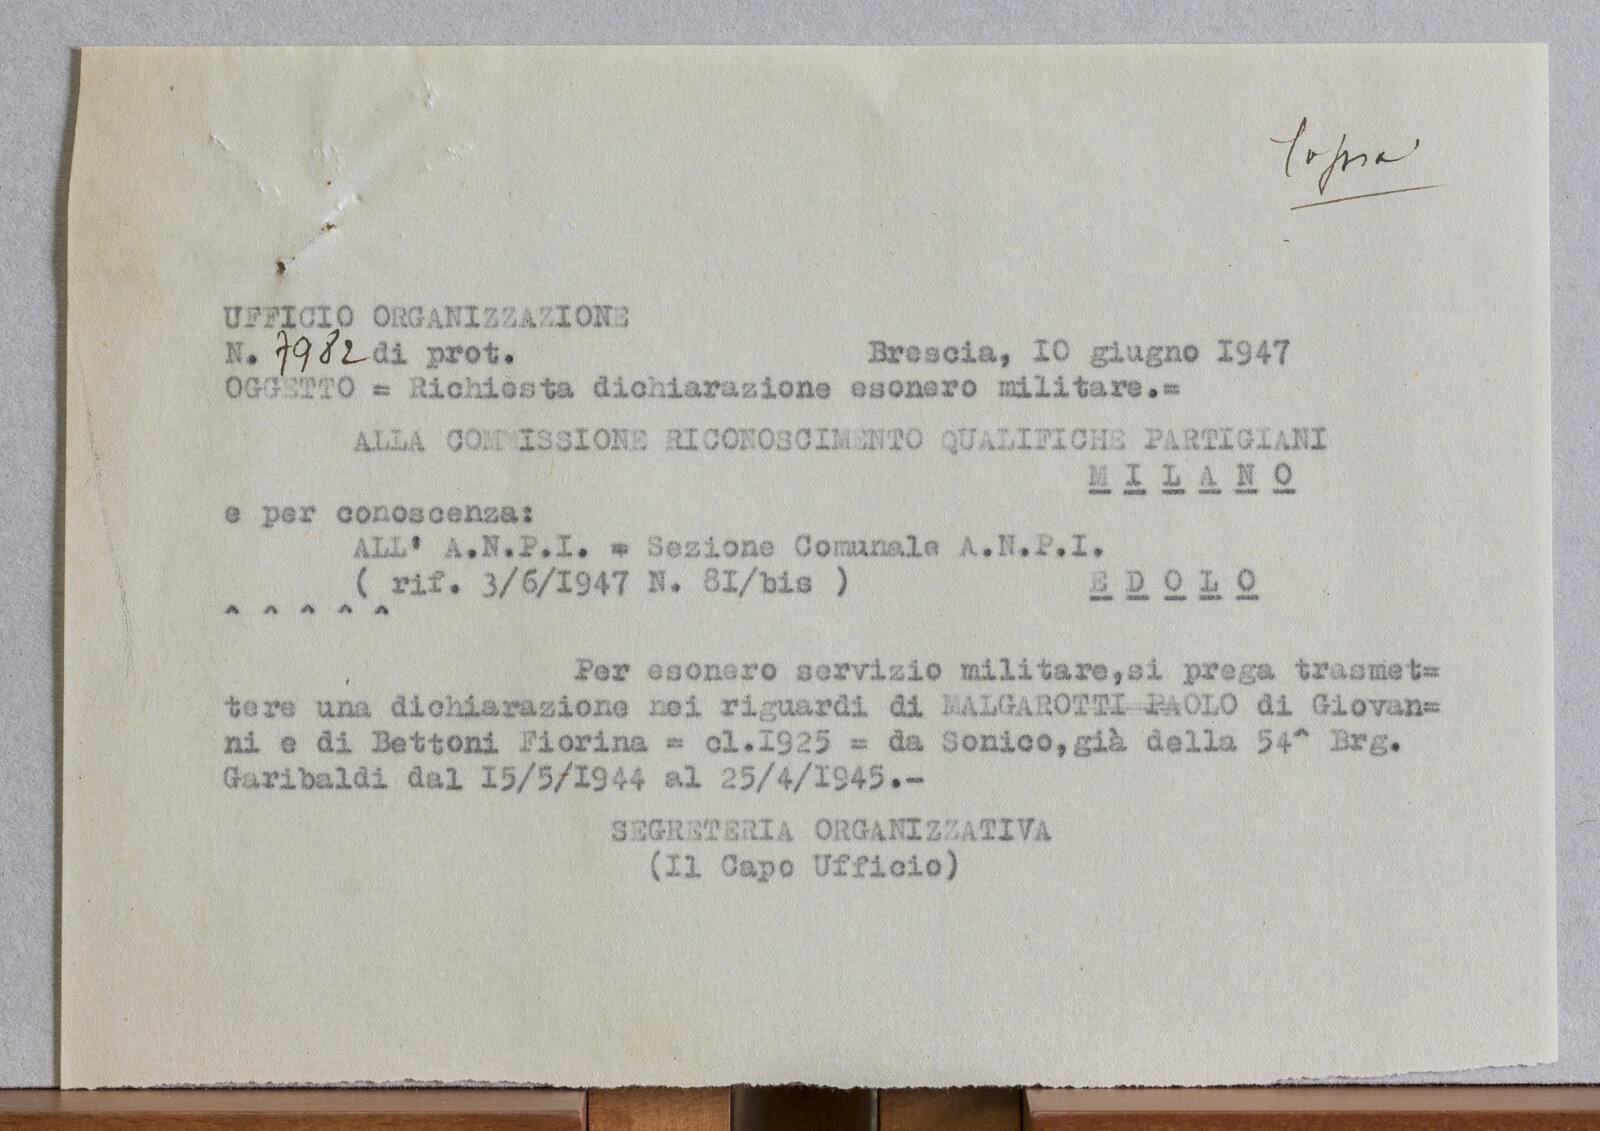 Copia
UFFICIO ORGANIZZAZIONE
N. 7982 di prot. Brescia, IO giugno I947
OGGETTO = Richiesta dichiarazione esonero militare.=
ALLA COMMISSIONE RICONOSCIMENTO QUALIFICHE PARTIGIANI
M I L A N O
e per conoscenza:
ALL' A.N.P.I. = Sezione Comunale A.N.P.I.
( rif. 3/6/I947 N. 8I/bis ) E D O L O
^ ^ ^ ^ ^
Per esonero servizio militare,si prega trasmet=
tere una dichiarazione nei riguardi di MALGAROTTI PAOLO di Giovan=
ni e di Bettoni Fiorina = cl.I925 = da Sonico,già della 54^ Brg.
Garibaldi dal I5/5/I944 al 25/4/I945.-
SEGRETERIA ORGANIZZATIVA
(Il Capo Ufficio)